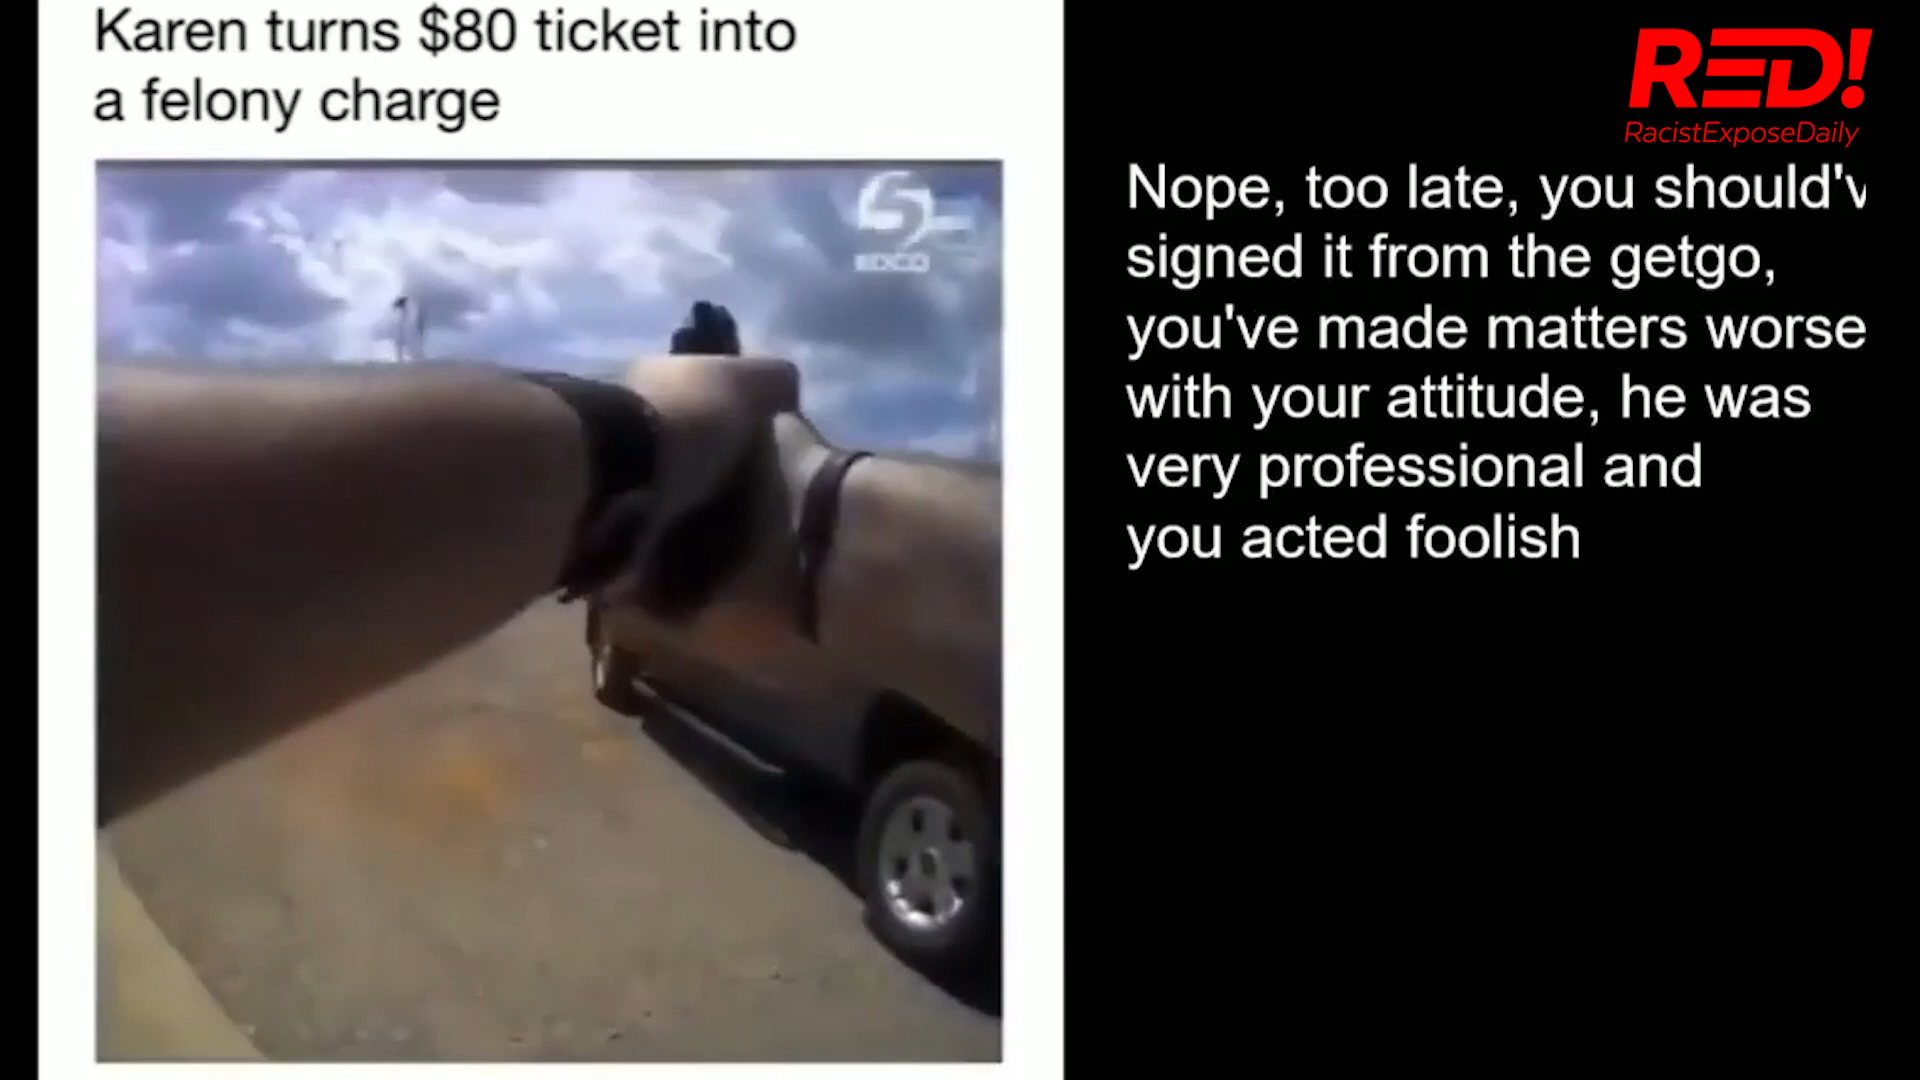 Karen turns $80 ticket into
a felony charge
RED!
RacistExposeDaily
Nope, too late, you should'v
signed it from the getgo,
you've made matters worse
with your attitude, he was
very professional and
you acted foolish
5